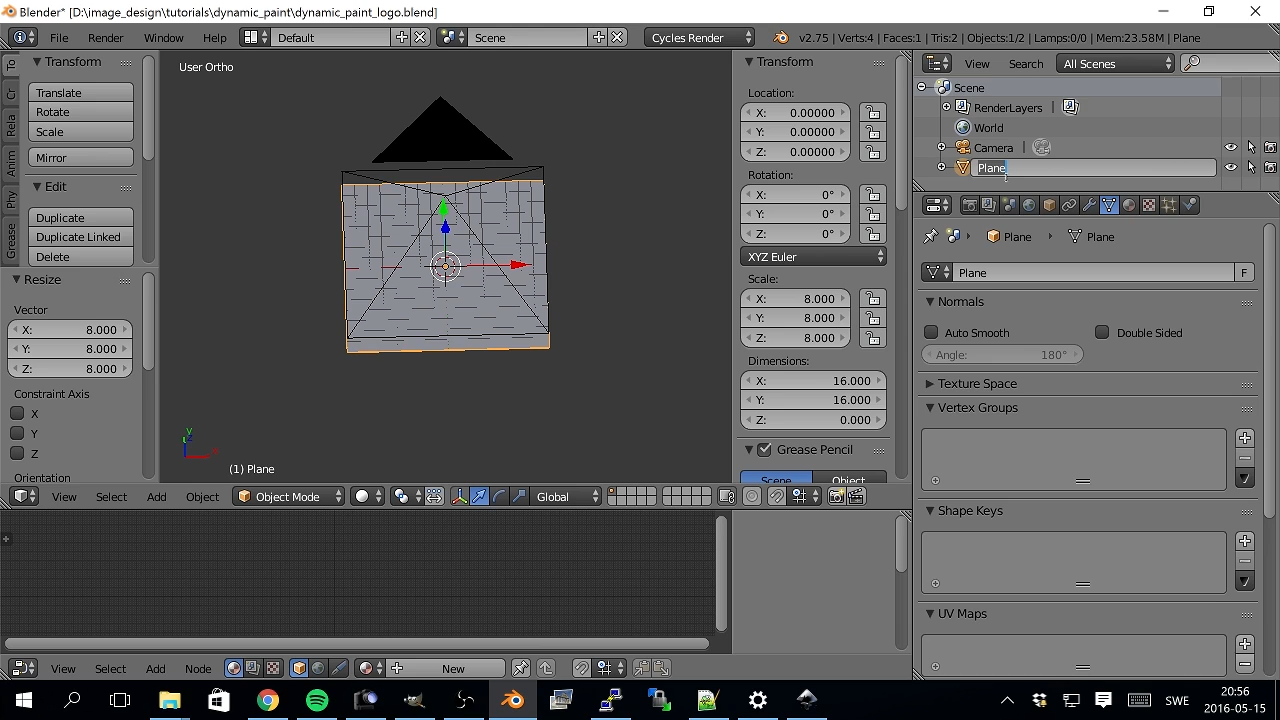 Blender* [D:\image_design\tutorials\dynamic_paint\dynamic_paint_logo.blend]
File Render Window Help Default Scene Cycles Render v2.75 | Verts:4 | Faces:1 | Tris:2 | Objects:1/2 | Lamps:0/0 | Mem:23.58M | Plane
View Search All Scenes
Scene
RenderLayers |
World
Camera |
Plane
To
Cr
Rela
Anim
Phy
Grease
Transform
Translate
Rotate
Scale
Mirror
Edit
Duplicate
Duplicate Linked
Delete
Resize
Vector
X: 8.000
Y: 8.000
Z: 8.000
Constraint Axis
X
Y
Z
Orientation
User Ortho
y
(1) Plane
View Select Add Object Object Mode Global
Transform
Location:
X: 0.00000
Y: 0.00000
Z: 0.00000
Rotation:
X: 0°
Y: 0°
Z: 0°
XYZ Euler
Scale:
X: 8.000
Y: 8.000
Z: 8.000
Dimensions:
X: 16.000
Y: 16.000
Z: 0.000
Grease Pencil
Scene Object
Plane Plane
Plane F
Normals
Auto Smooth Double Sided
Angle: 180°
Texture Space
Vertex Groups
Shape Keys
UV Maps
View Select Add Node New
SWE
20:56
2016-05-15